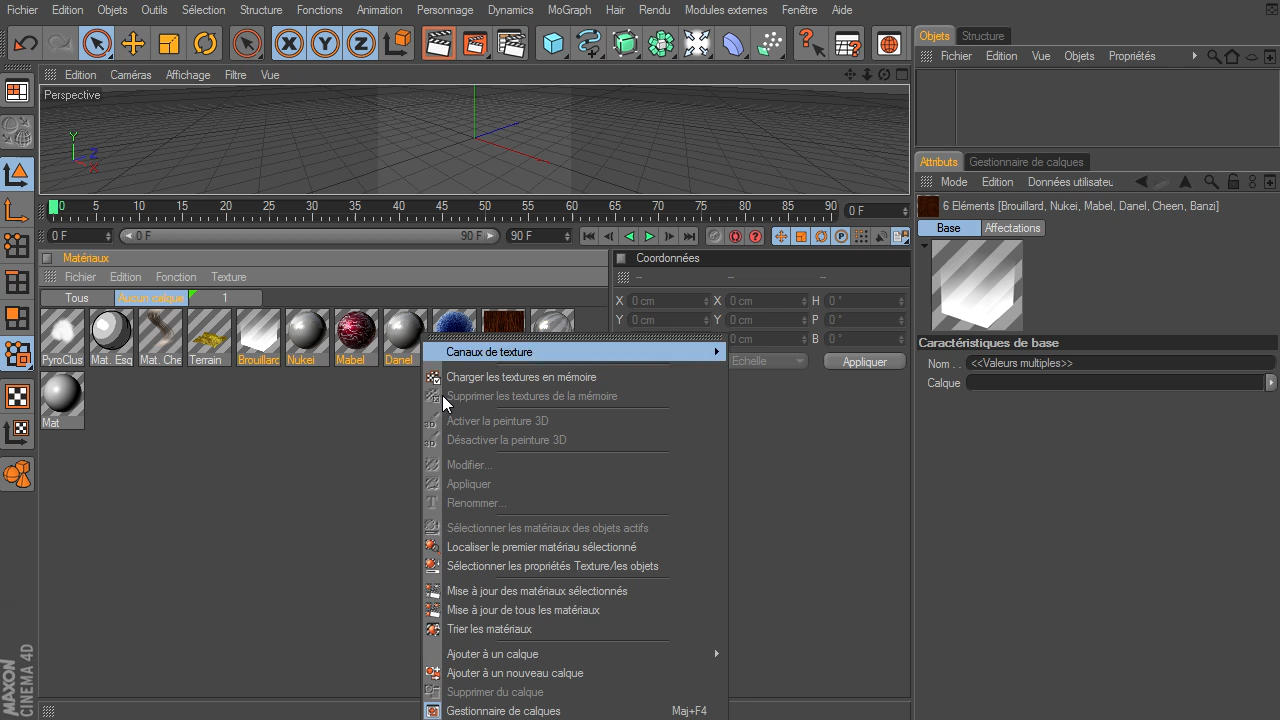 Fichier Edition Objets Outils Sélection Structure Fonctions Animation Personnage Dynamics MoGraph Hair Rendu Modules externes Fenêtre Aide
Objets Structure
Fichier Edition Vue Objets Propriétés
Edition Caméras Affichage Filtre Vue
Perspective
Y
Z
X
Attributs Gestionnaire de calques
Mode Edition Données utilisateu
6 Eléments [Brouillard, Nukei, Mabel, Danel, Cheen, Banzi]
Base Affectations
0 5 10 15 20 25 30 35 40 45 50 55 60 65 70 75 80 85 90
0 F
0 F 0 F 90 F 90 F
Matériaux
Fichier Edition Fonction Texture
Tous Aucun calque 1
PyroClus Mat. Esq Mat. Che Terrain Brouillard Nukei Mabel Danel
Mat
Coordonnées
-- -- --
X 0 cm X 0 cm H 0 °
Y 0 cm Y 0 cm P 0 °
0 cm B 0 °
Echelle Appliquer
Caractéristiques de base
Nom . . <<Valeurs multiples>>
Calque
Canaux de texture
Charger les textures en mémoire
Supprimer les textures de la mémoire
Activer la peinture 3D
Désactiver la peinture 3D
Modifier...
Appliquer
Renommer...
Sélectionner les matériaux des objets actifs
Localiser le premier matériau sélectionné
Sélectionner les propriétés Texture/les objets
Mise à jour des matériaux sélectionnés
Mise à jour de tous les matériaux
Trier les matériaux
Ajouter à un calque
Ajouter à un nouveau calque
Supprimer du calque
Gestionnaire de calques Maj+F4
MAXON
CINEMA 4D